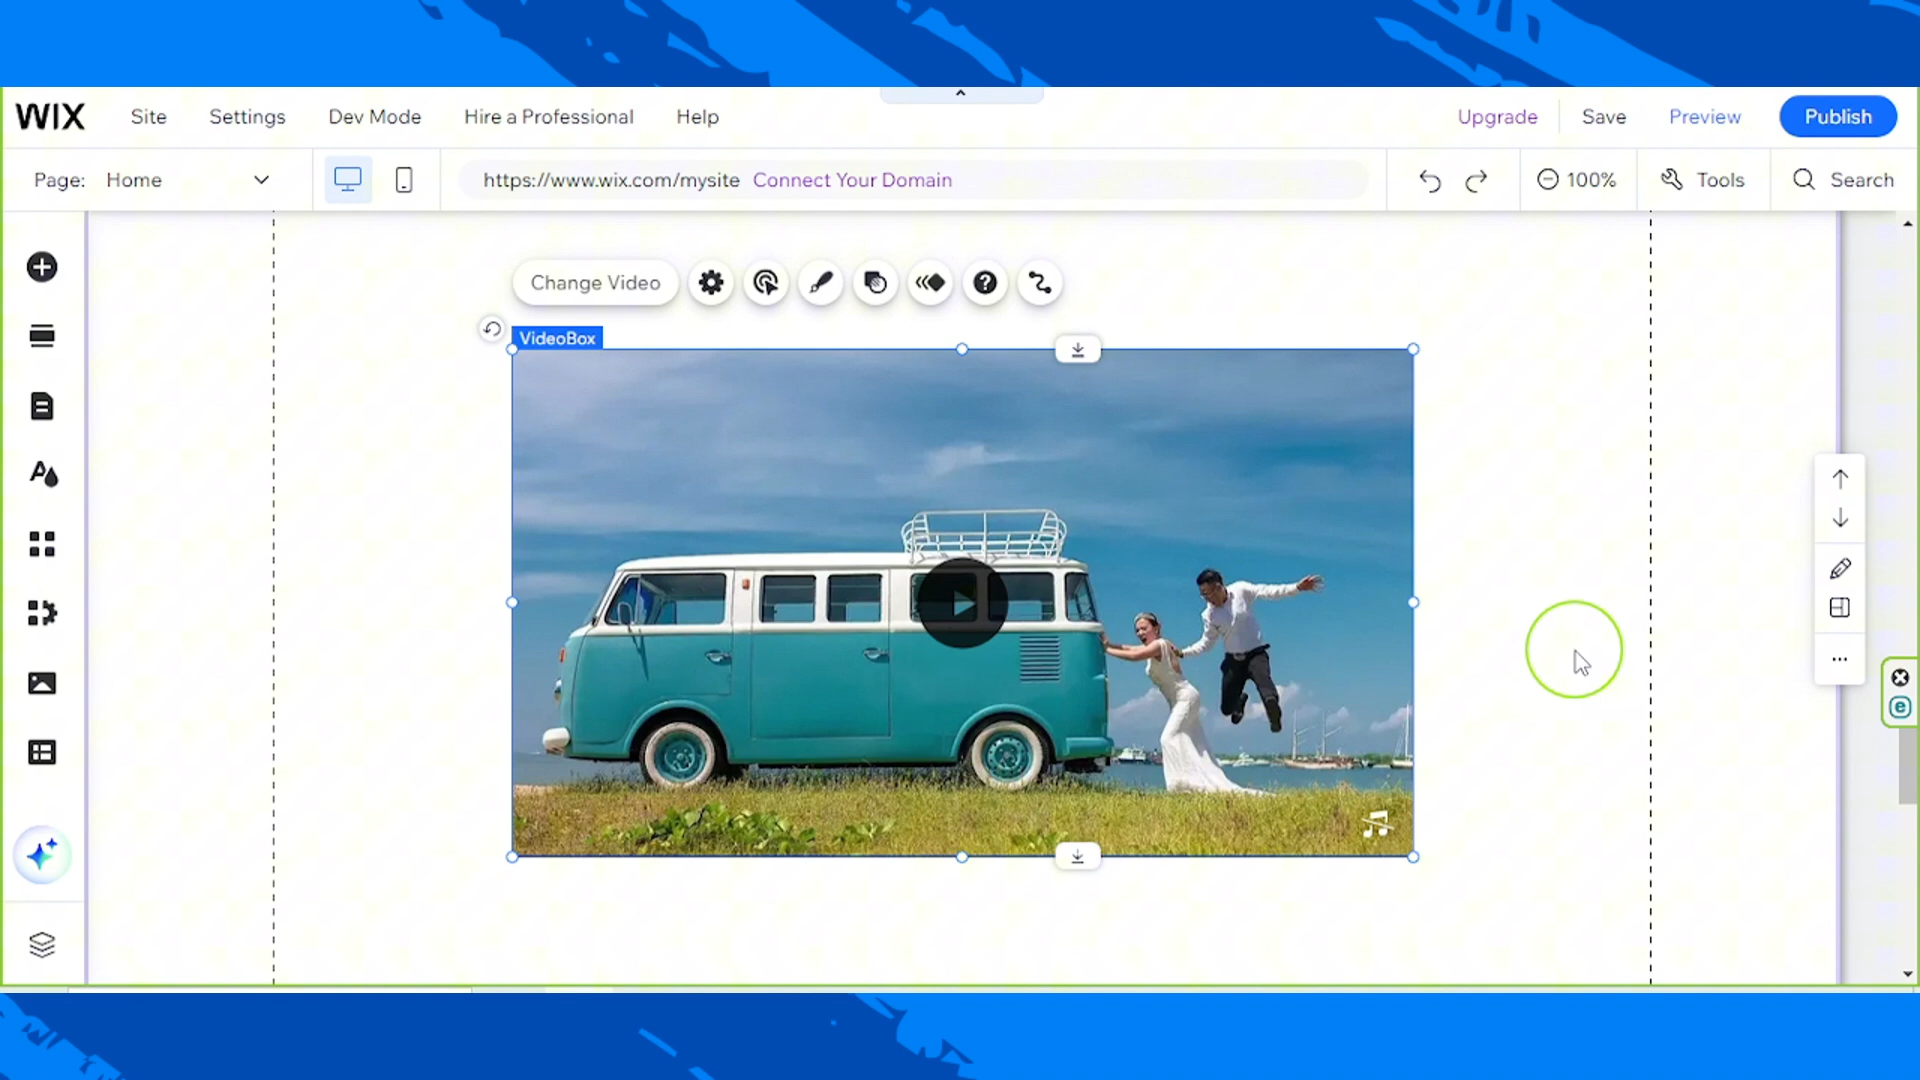 WIX Site Settings Dev Mode Hire a Professional Help Upgrade Save Preview Publish
Page: Home https://www.wix.com/mysite Connect Your Domain 100% Tools Search
Change Video
VideoBox